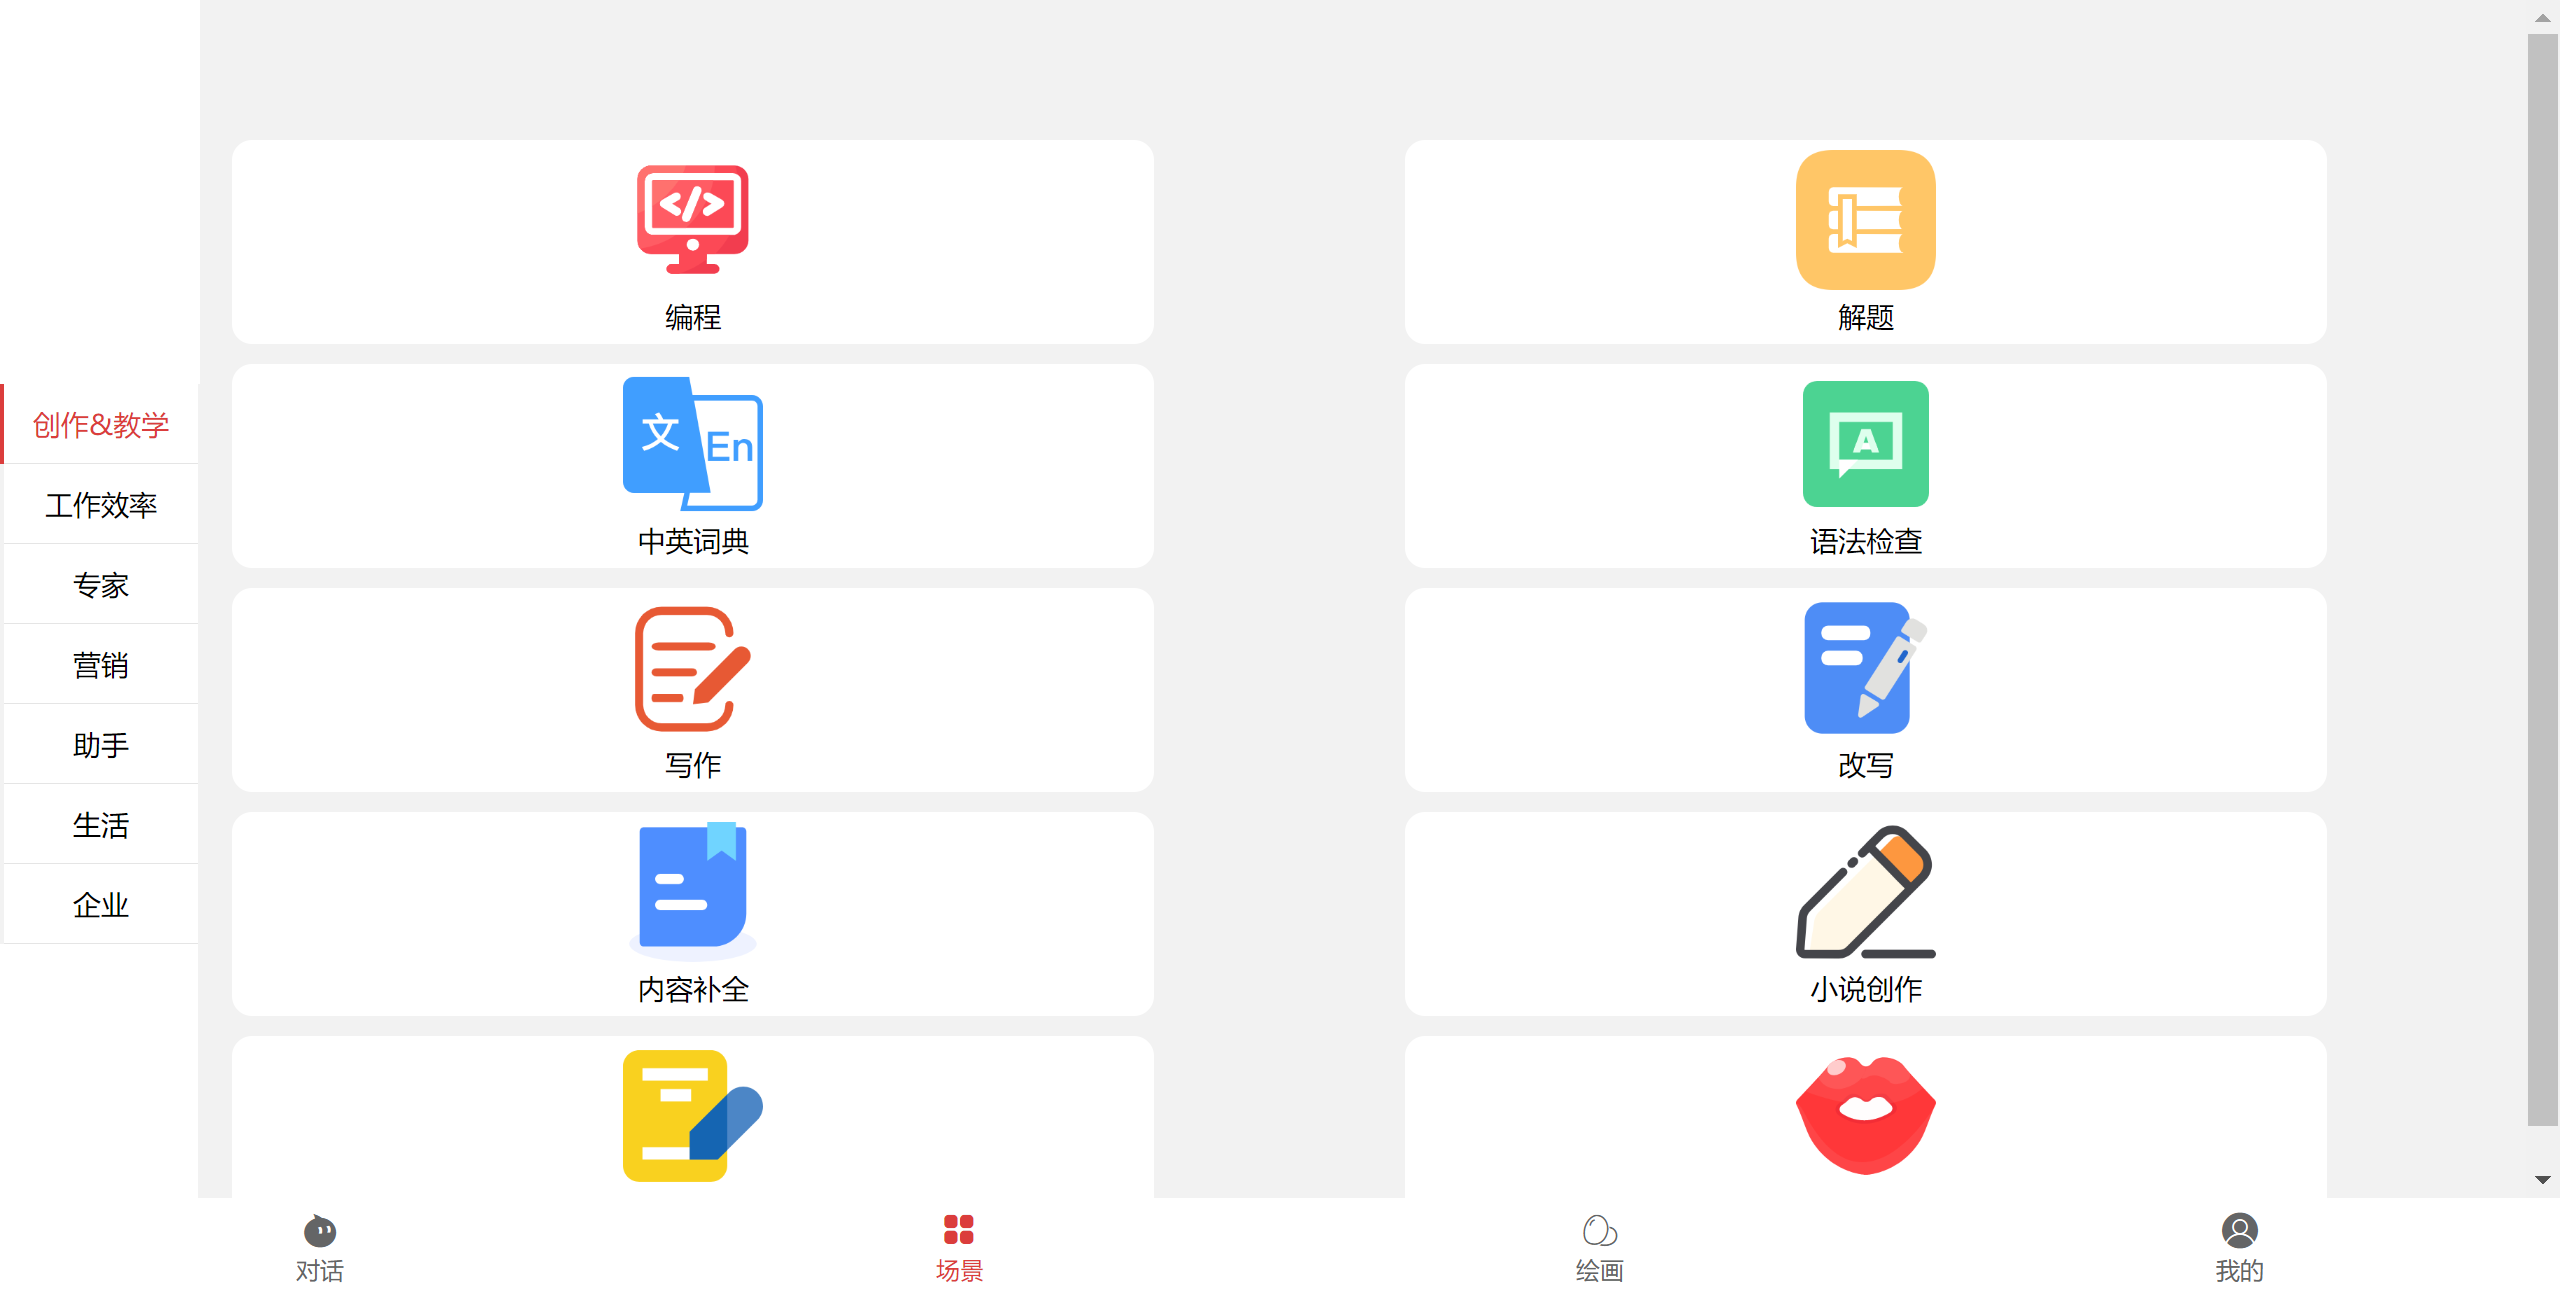 创作&教学
工作效率
专家
营销
助手
生活
企业
编程
解题
文 En
中英词典
A
语法检查
写作
改写
内容补全
小说创作
对话
场景
绘画
我的